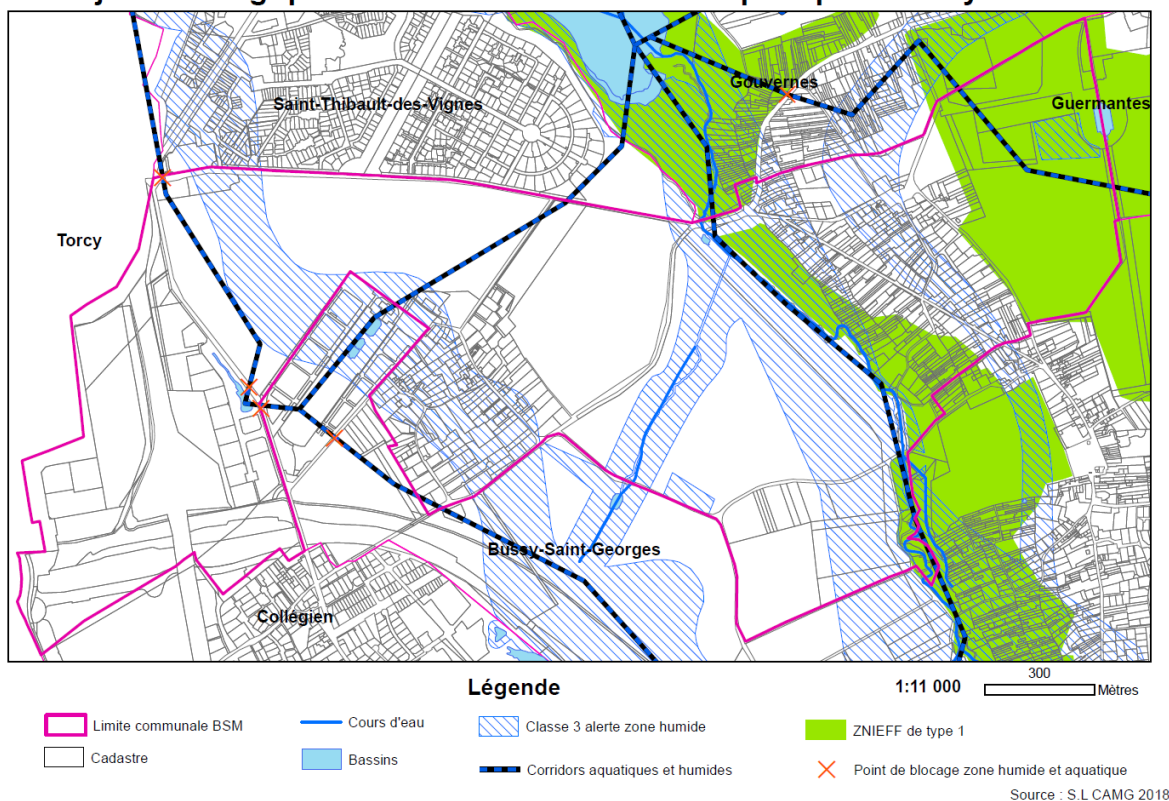 Saint-Thibault-des-Vignes
Gouvernes
Guermantes
Torcy
Bussy-Saint-Georges
Collégien
Légende
1:11 000
300
Mètres
Limite communale BSM
Cours d'eau
Classe 3 alerte zone humide
ZNIEFF de type 1
Cadastre
Bassins
Corridors aquatiques et humides
Point de blocage zone humide et aquatique
Source : S.L CAMG 2018